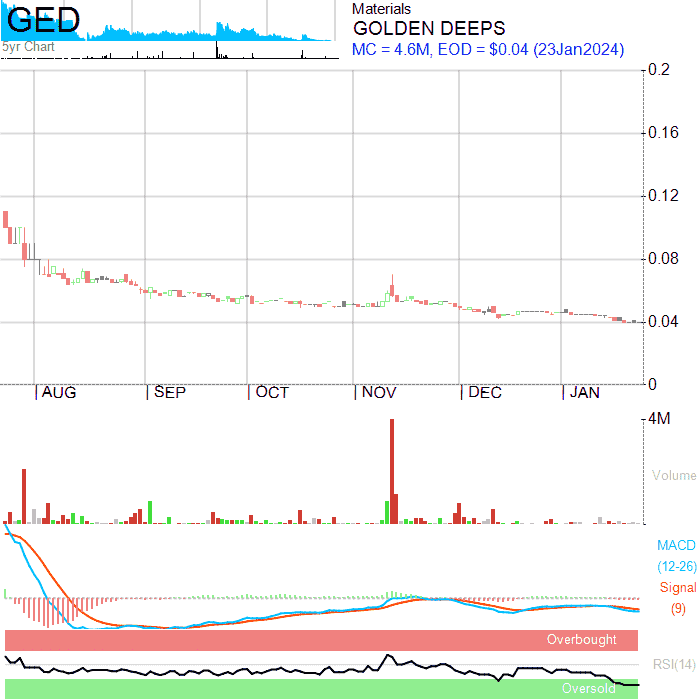 GED
5yr Chart
Materials
GOLDEN DEEPS
MC = 4.6M, EOD = $0.04 (23Jan2024)
0.2
0.16
0.12
0.08
0.04
0
AUG SEP OCT NOV DEC JAN
4M
Volume
MACD
(12-26)
Signal
(9)
Overbought
RSI(14)
Oversold